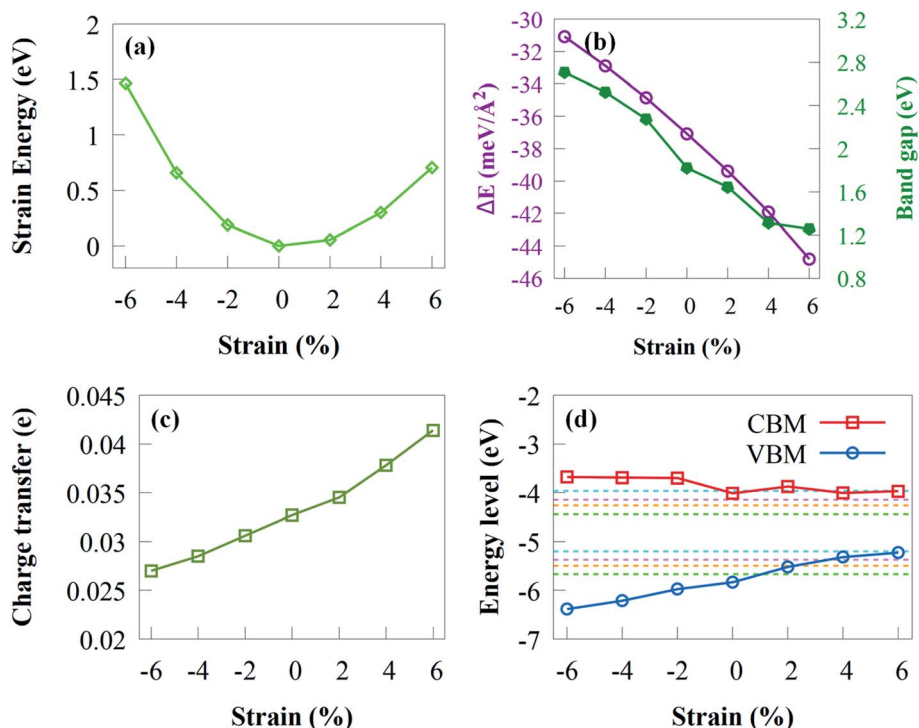 (a)
Strain Energy (eV)
2
1.5
1
0.5
0
-6 -4 -2 0 2 4 6
Strain (%)
(b)
ΔE (meV/Å²)
-30
-32
-34
-36
-38
-40
-42
-44
-46
Band gap (eV)
3.2
2.8
2.4
2
1.6
1.2
0.8
-6 -4 -2 0 2 4 6
Strain (%)
(c)
Charge transfer (e)
0.045
0.04
0.035
0.03
0.025
0.02
-6 -4 -2 0 2 4 6
Strain (%)
(d)
CBM
VBM
Energy level (eV)
-2
-3
-4
-5
-6
-7
-6 -4 -2 0 2 4 6
Strain (%)